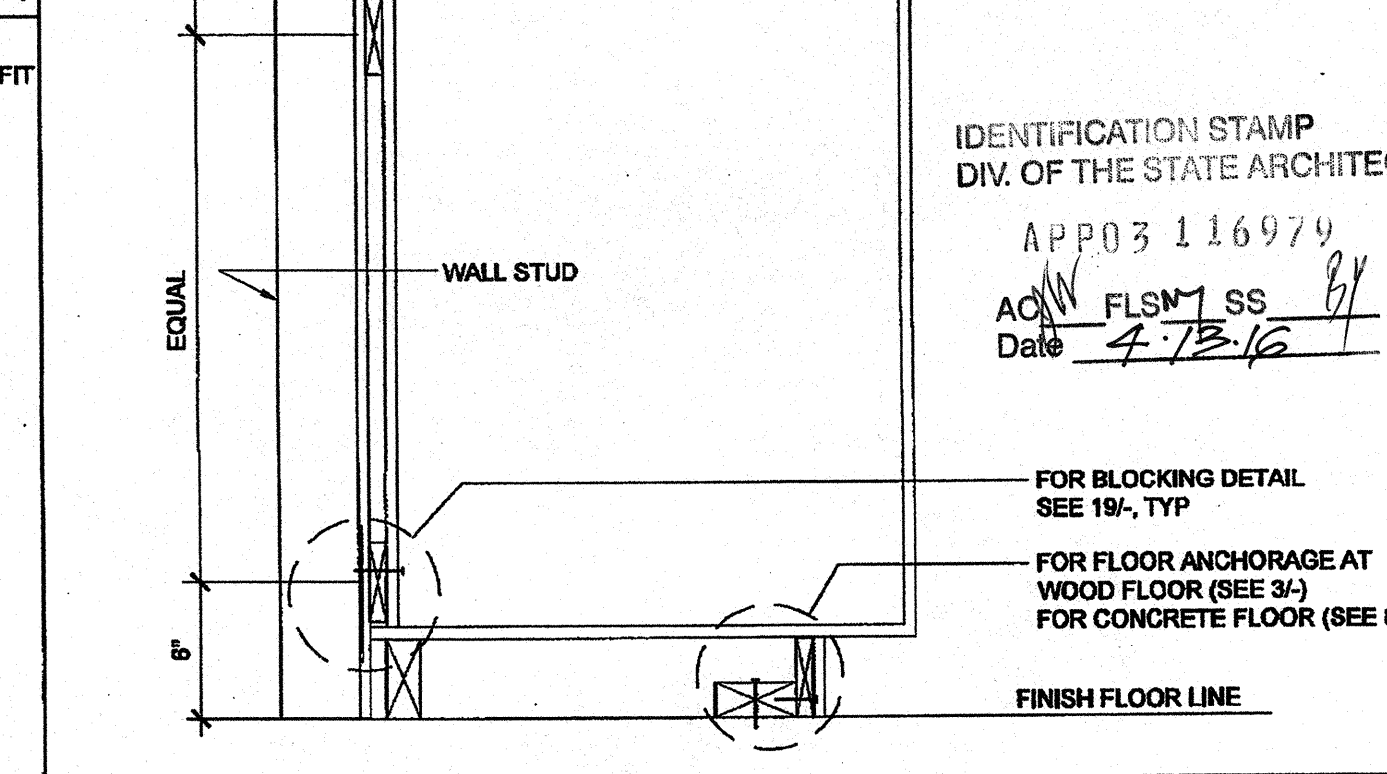 FIT
IDENTIFICATION STAMP
DIV. OF THE STATE ARCHITEC
APP03 116979
AC JW FLS SS BY
Date 4.13.16
WALL STUD
EQUAL
FOR BLOCKING DETAIL
SEE 19/-, TYP
FOR FLOOR ANCHORAGE AT
WOOD FLOOR (SEE 3/-)
FOR CONCRETE FLOOR (SEE
6"
FINISH FLOOR LINE